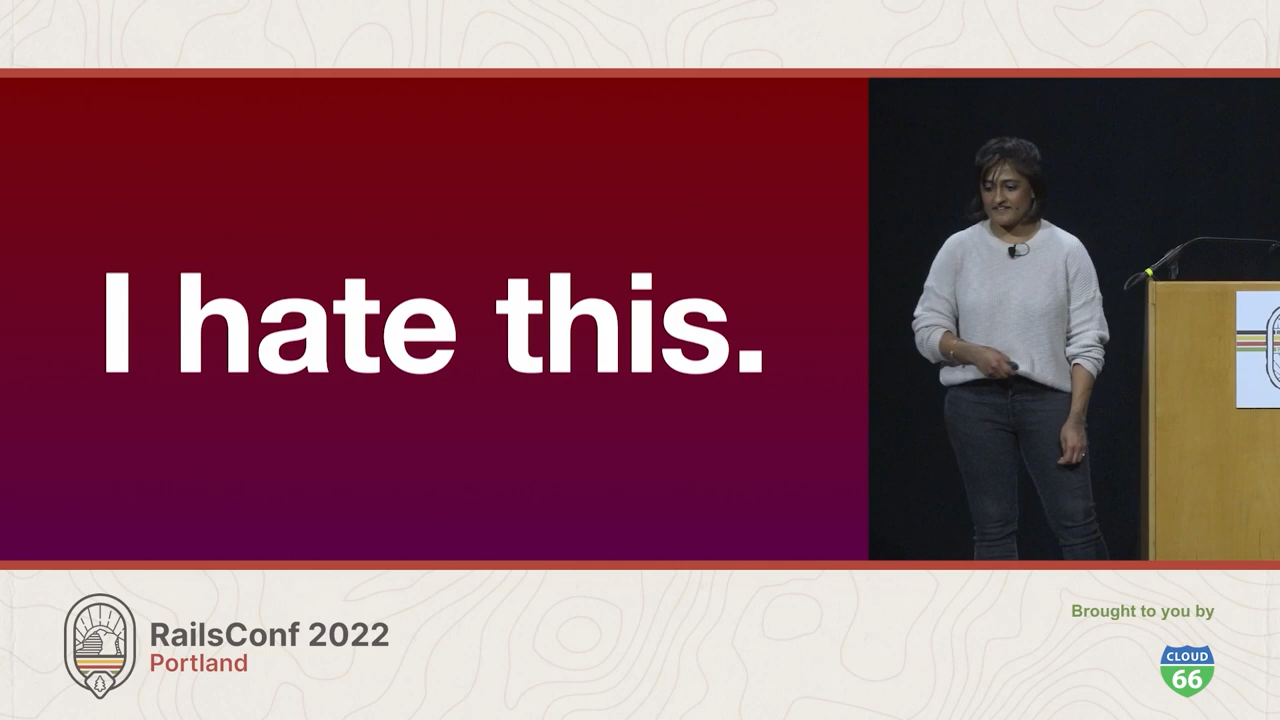 I hate this.
RailsConf 2022
Portland
Brought to you by
CLOUD
66